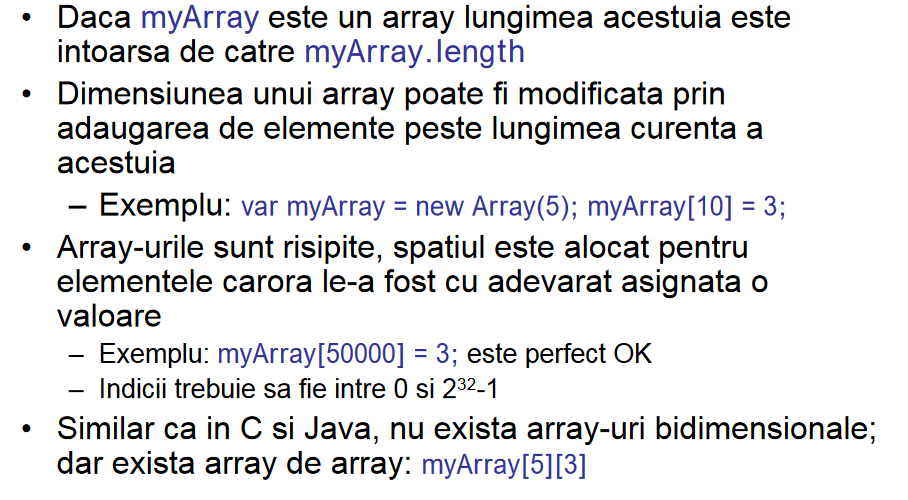 • Daca myArray este un array lungimea acestuia este
intoarsa de catre myArray.length
• Dimensiunea unui array poate fi modificata prin
adaugarea de elemente peste lungimea curenta a
acestuia
– Exemplu: var myArray = new Array(5); myArray[10] = 3;
• Array-urile sunt risipite, spatiul este alocat pentru
elementele carora le-a fost cu adevarat asignata o
valoare
– Exemplu: myArray[50000] = 3; este perfect OK
– Indicii trebuie sa fie intre 0 si 2³²-1
• Similar ca in C si Java, nu exista array-uri bidimensionale;
dar exista array de array: myArray[5][3]